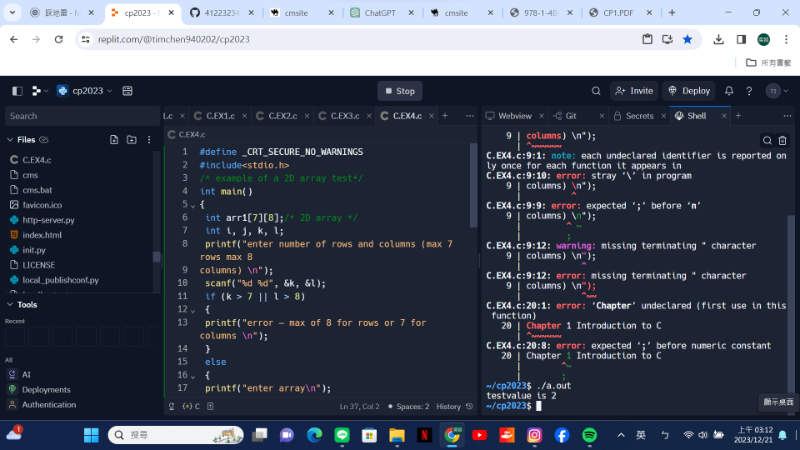 cp2023
41223234
cmsite
ChatGPT
cmsite
978-1-48
CP1.PDF
replit.com/@timchen940202/cp2023
所有書籤
cp2023
Stop
Invite
Deploy
Search
Files
C.EX4.c
cms
cms.bat
favicon.ico
http-server.py
index.html
init.py
LICENSE
local_publishconf.py
Tools
Recent
All
AI
Deployments
Authentication
C.EX1.c
C.EX2.c
C.EX3.c
C.EX4.c
C.EX4.c
1 #define _CRT_SECURE_NO_WARNINGS
2 #include<stdio.h>
3 /* example of a 2D array test*/
4 int main()
5 {
6 int arr1[7][8];/* 2D array */
7 int i, j, k, l;
8 printf("enter number of rows and columns (max 7
rows max 8
9 columns) \n");
10 scanf("%d %d", &k, &l);
11 if (k > 7 || l > 8)
12 {
13 printf("error – max of 8 for rows or 7 for
columns \n");
14 }
15 else
16 {
17 printf("enter array\n");
Ln 37, Col 2
Spaces: 2
History
Webview
Git
Secrets
Shell
9 | columns) \n");
| ^~~~~~~
C.EX4.c:9:1: note: each undeclared identifier is reported on
ly once for each function it appears in
C.EX4.c:9:10: error: stray ‘\’ in program
9 | columns) \n");
| ^
C.EX4.c:9:9: error: expected ‘;’ before ‘n’
9 | columns) \n");
| ^ ~
| ;
C.EX4.c:9:12: warning: missing terminating " character
9 | columns) \n");
| ^
C.EX4.c:9:12: error: missing terminating " character
9 | columns) \n");
| ^~~
C.EX4.c:20:1: error: ‘Chapter’ undeclared (first use in this
function)
20 | Chapter 1 Introduction to C
| ^~~~~~~
C.EX4.c:20:8: error: expected ‘;’ before numeric constant
20 | Chapter 1 Introduction to C
| ^~
| ;
~/cp2023$ ./a.out
testvalue is 2
~/cp2023$
顯示桌面
1
搜尋
英
上午 03:12
2023/12/21